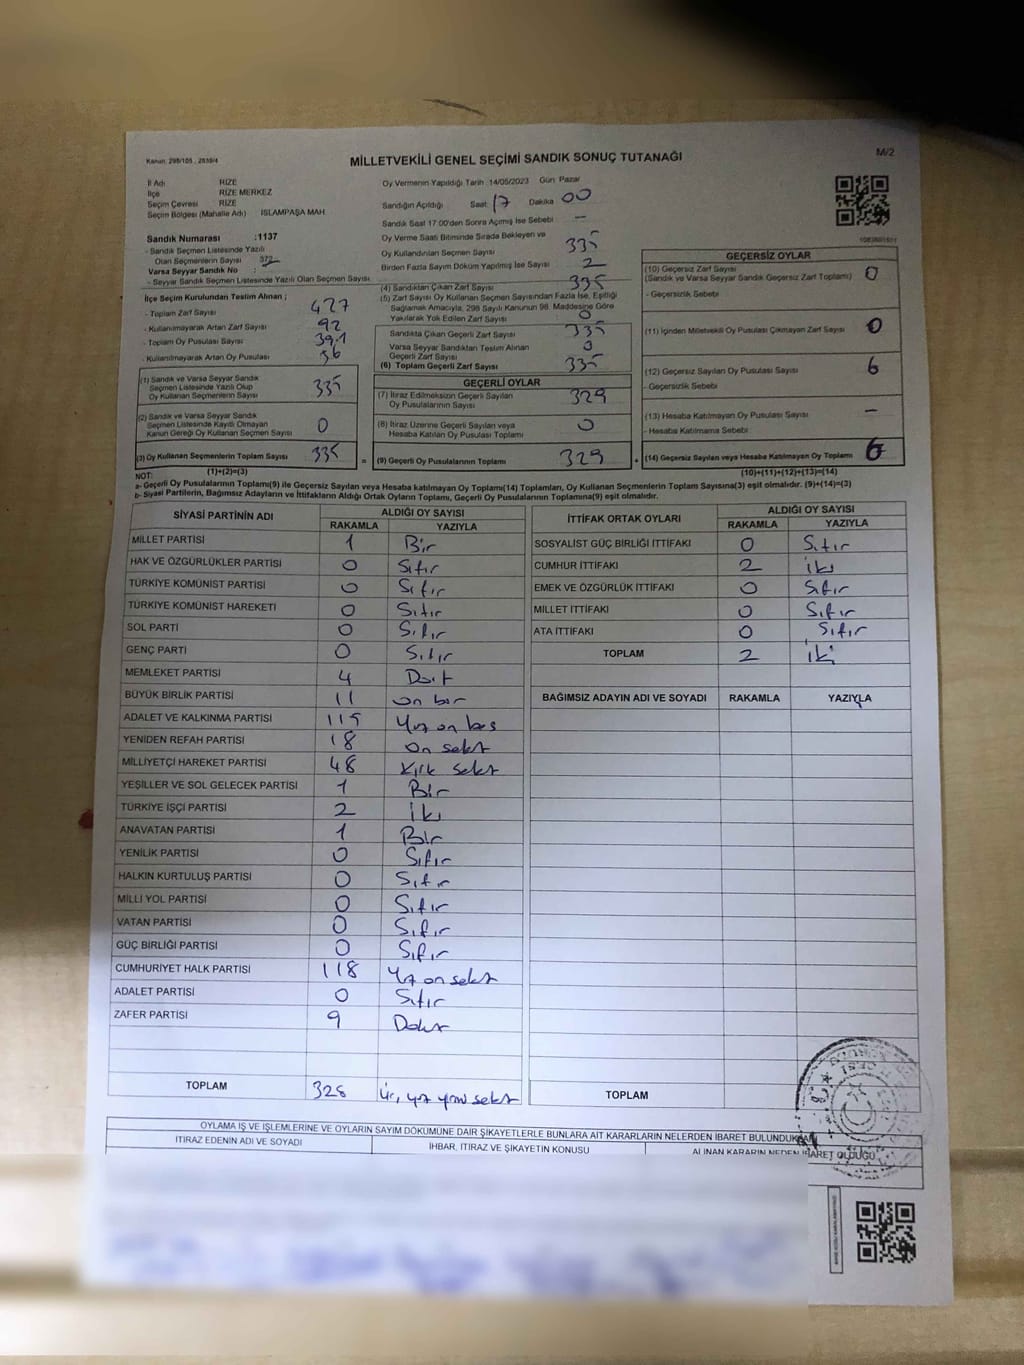 Kanun: 298/105 ; 2839/4
MİLLETVEKİLİ GENEL SEÇİMİ SANDIK SONUÇ TUTANAĞI
M/2
İl Adı RİZE
İlçe RİZE MERKEZ
Seçim Çevresi RİZE
Seçim Bölgesi (Mahalle Adı) İSLAMPAŞA MAH
Sandık Numarası : 1137
- Sandık Seçmen Listesinde Yazılı
Olan Seçmenlerin Sayısı 372
Varsa Seyyar Sandık No :
- Seyyar Sandık Listesinde Yazılı Olan Seçmen Sayısı
Oy Vermenin Yapıldığı Tarih : 14/05/2023 Gün: Pazar
Sandığın Açıldığı Saat 17 Dakika 00
Sandık Saat 17:00'den Sonra Açılmış İse Sebebi –
Oy Verme Saati Bitiminde Sırada Bekleyen ve
Oy Kullandırılan Seçmen Sayısı 335
Birden Fazla Sayım Döküm Yapılmış İse Sayısı 2
İlçe Seçim Kurulundan Teslim Alınan ;
- Toplam Zarf Sayısı 427
- Kullanılmayarak Artan Zarf Sayısı 92
- Toplam Oy Pusulası Sayısı 391
- Kullanılmayarak Artan Oy Pusulası 56
(1) Sandık ve Varsa Seyyar Sandık
Seçmen Listesinde Yazılı Olup
Oy Kullanan Seçmenlerin Sayısı 335
(2) Sandık ve Varsa Seyyar Sandık
Seçmen Listesinde Kayıtlı Olmayan
Kanun Gereği Oy Kullanan Seçmen Sayısı 0
(3) Oy Kullanan Seçmenlerin Toplam Sayısı 335
(1)+(2)=(3)
(4) Sandıktan Çıkan Zarf Sayısı 335
(5) Zarf Sayısı Oy Kullanan Seçmen Sayısından Fazla İse, Eşitliği
Sağlamak Amacıyla, 298 Sayılı Kanunun 98. Maddesine Göre
Yakılarak Yok Edilen Zarf Sayısı 0
Sandıkta Çıkan Geçerli Zarf Sayısı 335
Varsa Seyyar Sandıktan Teslim Alınan
Geçerli Zarf Sayısı 0
(6) Toplam Geçerli Zarf Sayısı 335
GEÇERLİ OYLAR
(7) İtiraz Edilmeksizin Geçerli Sayılan
Oy Pusulalarının Sayısı 329
(8) İtiraz Üzerine Geçerli Sayılan veya
Hesaba Katılan Oy Pusulası Toplamı 0
= (9) Geçerli Oy Pusulalarının Toplamı 329
GEÇERSİZ OYLAR
(10) Geçersiz Zarf Sayısı
(Sandık ve Varsa Seyyar Sandık Geçersiz Zarf Toplamı) 0
- Geçersizlik Sebebi
(11) İçinden Milletvekili Oy Pusulası Çıkmayan Zarf Sayısı 0
(12) Geçersiz Sayılan Oy Pusulası Sayısı 6
- Geçersizlik Sebebi
(13) Hesaba Katılmayan Oy Pusulası Sayısı –
- Hesaba Katılmama Sebebi
+ (14) Geçersiz Sayılan veya Hesaba Katılmayan Oy Toplamı 6
(10)+(11)+(12)+(13)=(14)
NOT:
a- Geçerli Oy Pusulalarının Toplamı(9) ile Geçersiz Sayılan veya Hesaba katılmayan Oy Toplamı(14) Toplamları, Oy Kullanan Seçmenlerin Toplam Sayısına(3) eşit olmalıdır. (9)+(14)=(3)
b- Siyasi Partilerin, Bağımsız Adayların ve İttifakların Aldığı Ortak Oyların Toplamı, Geçerli Oy Pusulalarının Toplamına(9) eşit olmalıdır.
SİYASİ PARTİNİN ADI ALDIĞI OY SAYISI
RAKAMLA YAZIYLA
MİLLET PARTİSİ 1 Bir
HAK VE ÖZGÜRLÜKLER PARTİSİ 0 Sıfır
TÜRKİYE KOMÜNİST PARTİSİ 0 Sıfır
TÜRKİYE KOMÜNİST HAREKETİ 0 Sıfır
SOL PARTİ 0 Sıfır
GENÇ PARTİ 0 Sıfır
MEMLEKET PARTİSİ 4 Dört
BÜYÜK BİRLİK PARTİSİ 11 on bir
ADALET VE KALKINMA PARTİSİ 115 Yüz on beş
YENİDEN REFAH PARTİSİ 18 on sekiz
MİLLİYETÇİ HAREKET PARTİSİ 48 Kırk sekiz
YEŞİLLER VE SOL GELECEK PARTİSİ 1 Bir
TÜRKİYE İŞÇİ PARTİSİ 2 İki
ANAVATAN PARTİSİ 1 Bir
YENİLİK PARTİSİ 0 Sıfır
HALKIN KURTULUŞ PARTİSİ 0 Sıfır
MİLLİ YOL PARTİSİ 0 Sıfır
VATAN PARTİSİ 0 Sıfır
GÜÇ BİRLİĞİ PARTİSİ 0 Sıfır
CUMHURİYET HALK PARTİSİ 118 Yüz on sekiz
ADALET PARTİSİ 0 Sıfır
ZAFER PARTİSİ 9 Dokuz
TOPLAM 328 Üç yüz yirmi sekiz
İTTİFAK ORTAK OYLARI ALDIĞI OY SAYISI
RAKAMLA YAZIYLA
SOSYALİST GÜÇ BİRLİĞİ İTTİFAKI 0 Sıfır
CUMHUR İTTİFAKI 2 iki
EMEK VE ÖZGÜRLÜK İTTİFAKI 0 Sıfır
MİLLET İTTİFAKI 0 Sıfır
ATA İTTİFAKI 0 Sıfır
TOPLAM 2 iki
BAĞIMSIZ ADAYIN ADI VE SOYADI RAKAMLA YAZIYLA
TOPLAM
OYLAMA İŞ VE İŞLEMLERİNE VE OYLARIN SAYIM DÖKÜMÜNE DAİR ŞİKAYETLERLE BUNLARA AİT KARARLARIN NELERDEN İBARET BULUNDUKLARI
İTİRAZ EDENİN ADI VE SOYADI İHBAR, İTİRAZ VE ŞİKAYETİN KONUSU ALINAN KARARIN NEDEN İBARET OLDUĞU